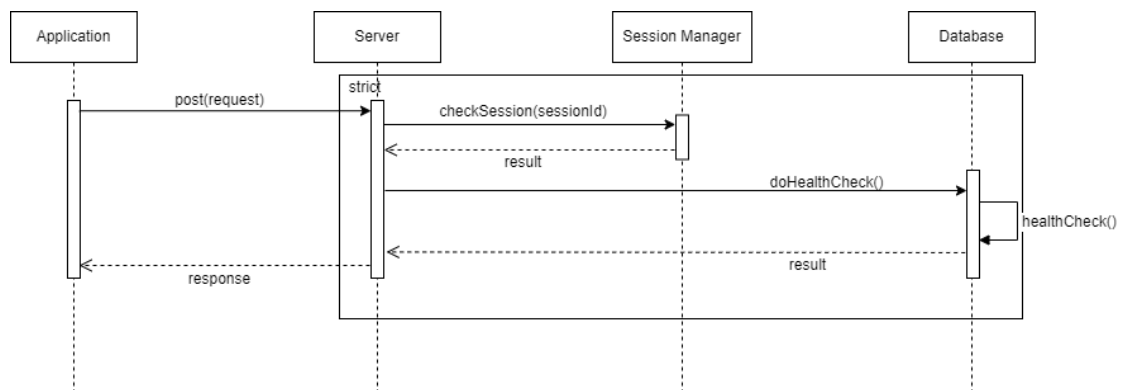 Application
Server
Session Manager
Database
strict
post(request)
checkSession(sessionId)
result
doHealthCheck()
healthCheck()
result
response